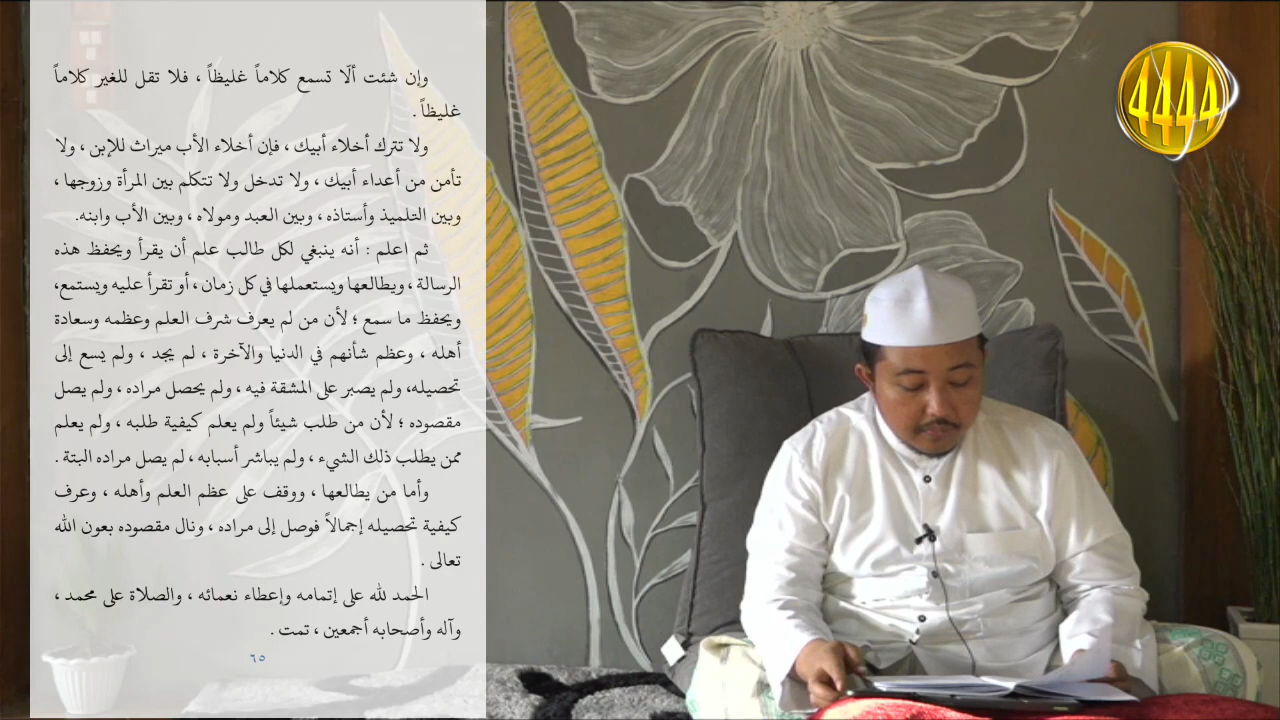 وإن شئت ألّا تسمع كلاماً غليظاً ، فلا تقل للغير كلاماً
غليظاً .
ولا تترك أخلاء أبيك ، فإن أخلاء الأب ميراث للإبن ، ولا
تأمن من أعداء أبيك ، ولا تدخل ولا تتكلم بين المرأة وزوجها ،
وبين التلميذ وأستاذه ، وبين العبد ومولاه ، وبين الأب وابنه.
ثم اعلم : أنه ينبغي لكل طالب علم أن يقرأ ويحفظ هذه
الرسالة ، ويطالعها ويستعملها في كل زمان ، أو تقرأ عليه ويستمع،
ويحفظ ما سمع ؛ لأن من لم يعرف شرف العلم وعظمه وسعادة
أهله ، وعظم شأنهم في الدنيا والآخرة ، لم يجد ، ولم يسع إلى
تحصيله، ولم يصبر على المشقة فيه ، ولم يحصل مراده ، ولم يصل
مقصوده ؛ لأن من طلب شيئاً ولم يعلم كيفية طلبه ، ولم يعلم
ممن يطلب ذلك الشيء ، ولم يباشر أسبابه ، لم يصل مراده البتة .
وأما من يطالعها ، ووقف على عظم العلم وأهله ، وعرف
كيفية تحصيله إجمالاً فوصل إلى مراده ، ونال مقصوده بعون الله
تعالى .
الحمد لله على إتمامه وإعطاء نعمائه ، والصلاة على محمد ،
وآله وأصحابه أجمعين ، تمت .
٦٥
4444